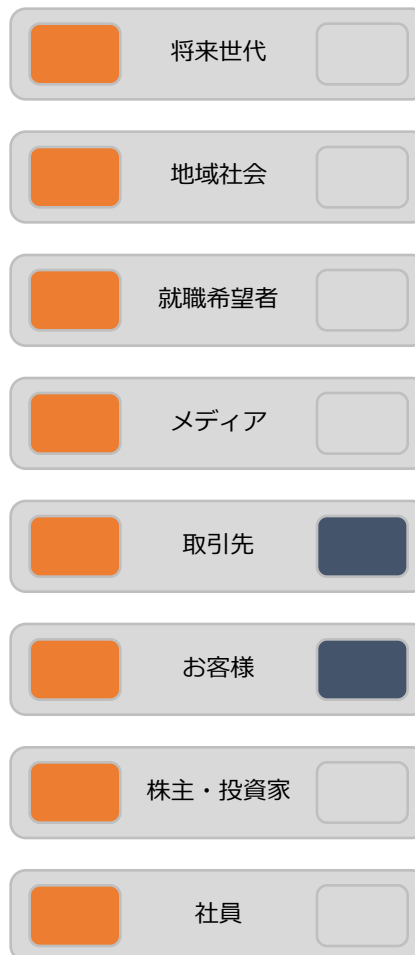 将来世代
地域社会
就職希望者
メディア
取引先
お客様
株主・投資家
社員